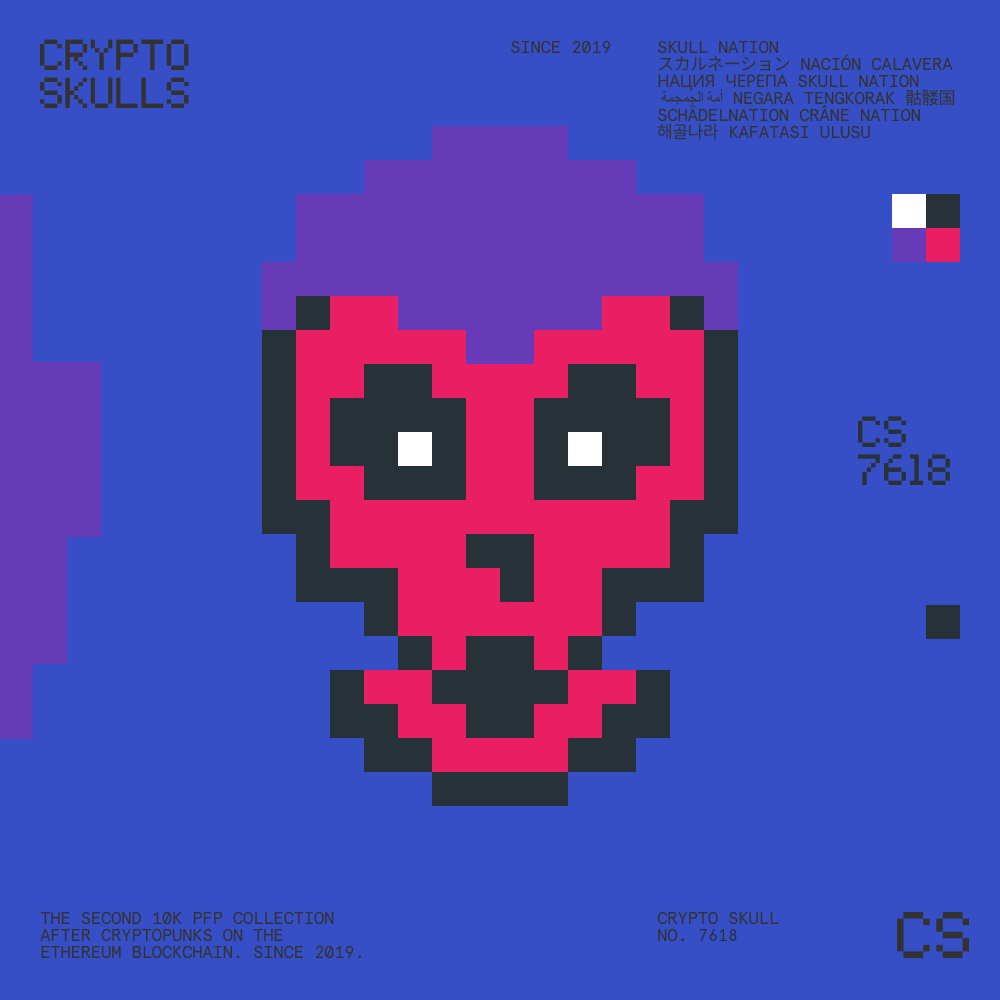 CRYPTO
SKULLS
SINCE 2019
SKULL NATION
スカルネーション NACIÓN CALAVERA
НАЦИЯ ЧЕРЕПА SKULL NATION
أمة الجمجمة NEGARA TENGKORAK 骷髅国
SCHÄDELNATION CRÂNE NATION
해골나라 KAFATASI ULUSU
CS
7618
THE SECOND 10K PFP COLLECTION
AFTER CRYPTOPUNKS ON THE
ETHEREUM BLOCKCHAIN. SINCE 2019.
CRYPTO SKULL
NO. 7618
CS